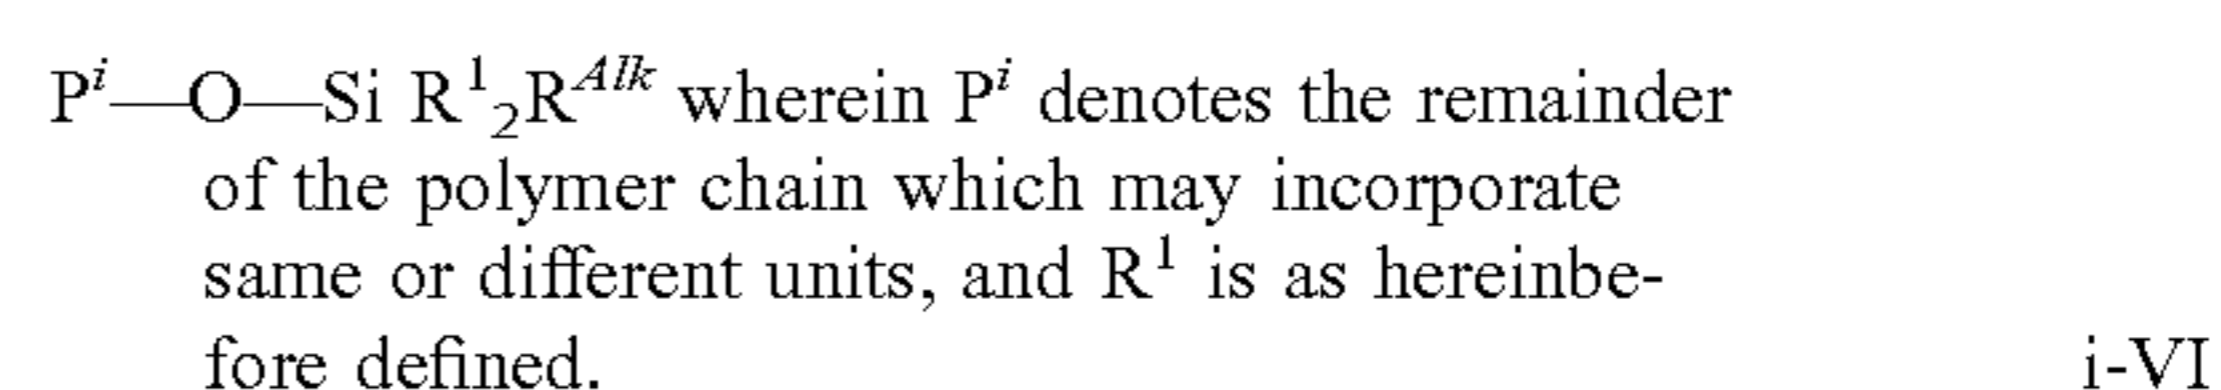 Pⁱ—O—Si R¹₂Rᴬˡᵏ wherein Pⁱ denotes the remainder
of the polymer chain which may incorporate
same or different units, and R¹ is as hereinbe-
fore defined. i-VI